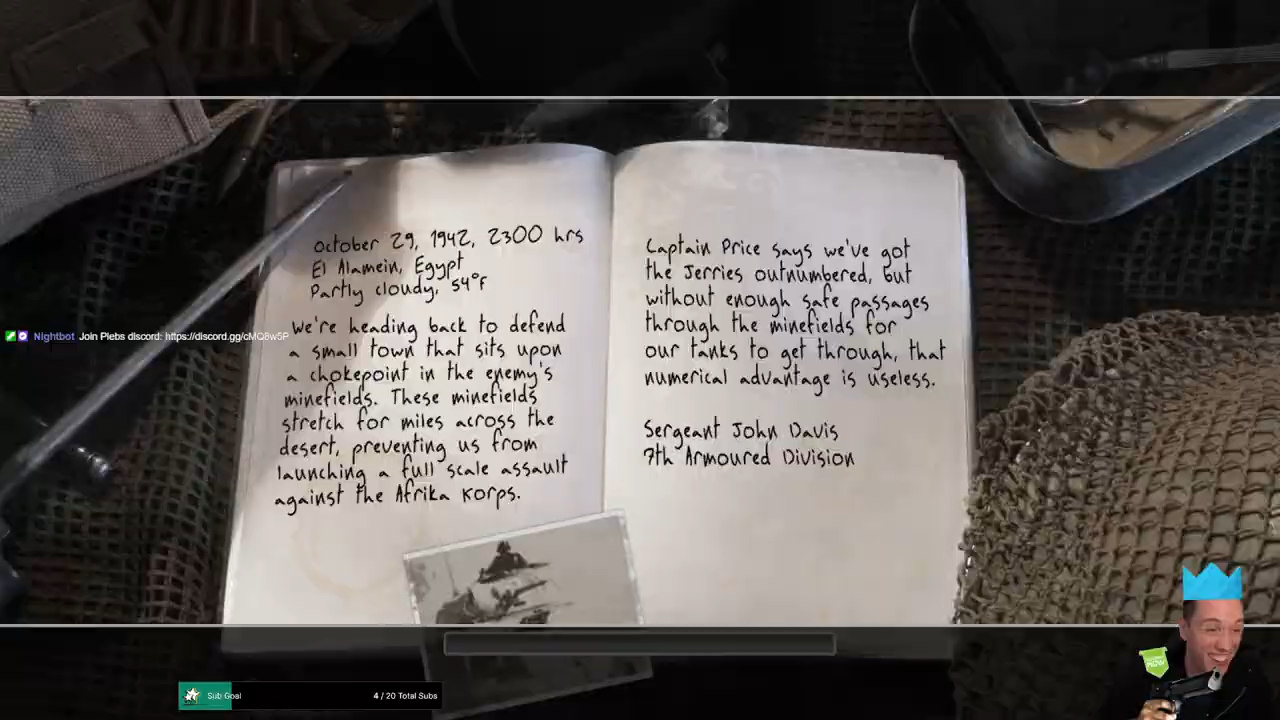 October 29, 1942, 2300 hrs
El Alamein, Egypt
Partly cloudy, 54°F
We're heading back to defend
a small town that sits upon
a chokepoint in the enemy's
minefields. These minefields
stretch for miles across the
desert, preventing us from
launching a full scale assault
against the Afrika Korps.
Captain Price says we've got
the Jerries outnumbered, but
without enough safe passages
through the minefields for
our tanks to get through, that
numerical advantage is useless.
Sergeant John Davis
7th Armoured Division
Nightbot Join Plebs discord: https://discord.gg/cMQ8w5P
Sub Goal 4 / 20 Total Subs